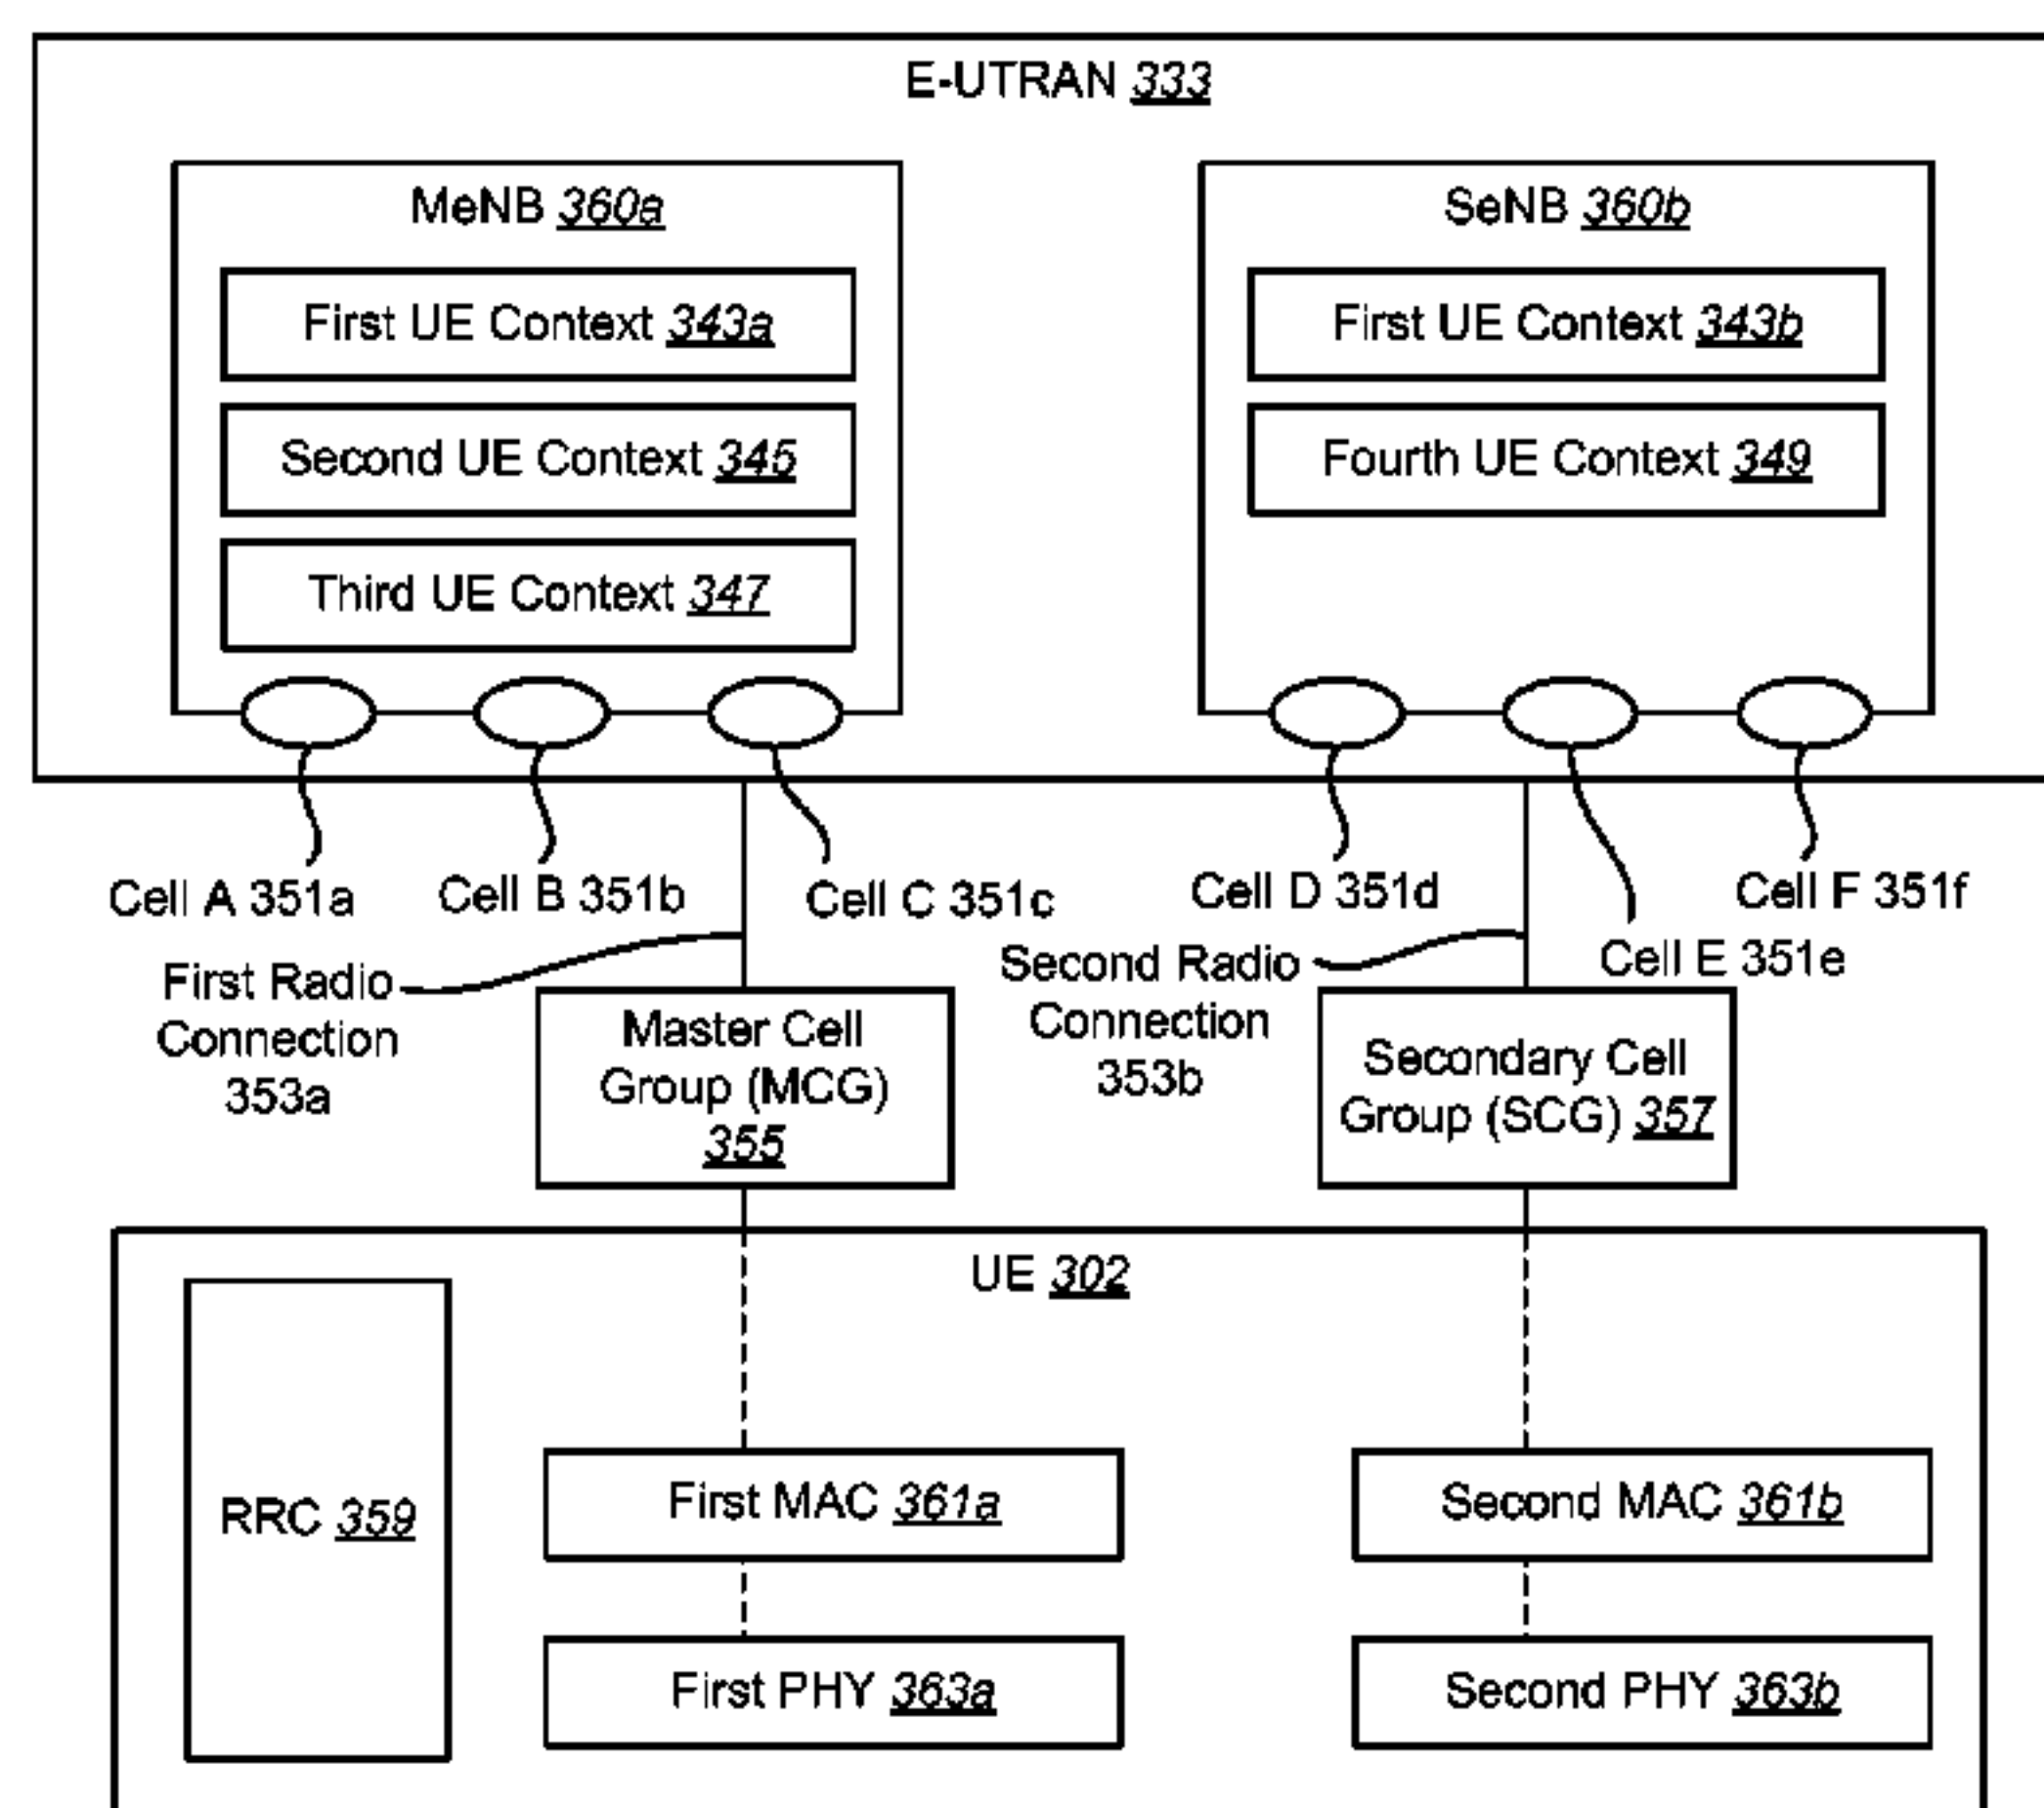 E-UTRAN 333
MeNB 360a
First UE Context 343a
Second UE Context 345
Third UE Context 347
SeNB 360b
First UE Context 343b
Fourth UE Context 349
Cell A 351a
Cell B 351b
Cell C 351c
Cell D 351d
Cell E 351e
Cell F 351f
First Radio
Connection
353a
Master Cell
Group (MCG)
355
Second Radio
Connection
353b
Secondary Cell
Group (SCG) 357
UE 302
RRC 359
First MAC 361a
Second MAC 361b
First PHY 363a
Second PHY 363b